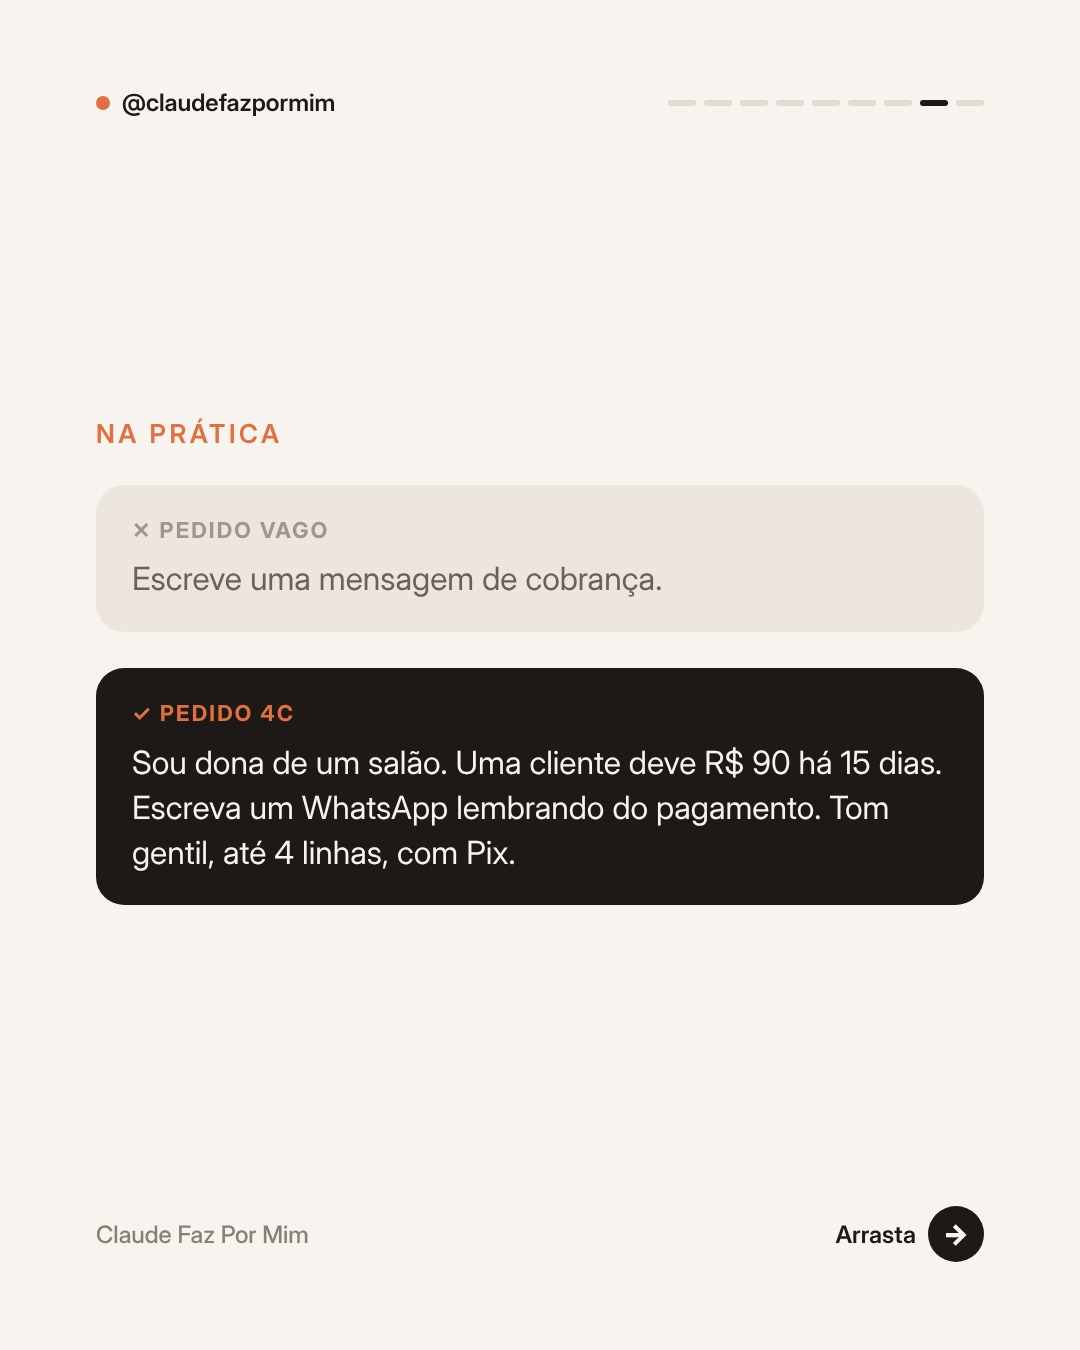 @claudefazpormim
NA PRÁTICA
✕ PEDIDO VAGO
Escreve uma mensagem de cobrança.
✓ PEDIDO 4C
Sou dona de um salão. Uma cliente deve R$ 90 há 15 dias.
Escreva um WhatsApp lembrando do pagamento. Tom
gentil, até 4 linhas, com Pix.
Claude Faz Por Mim
Arrasta →